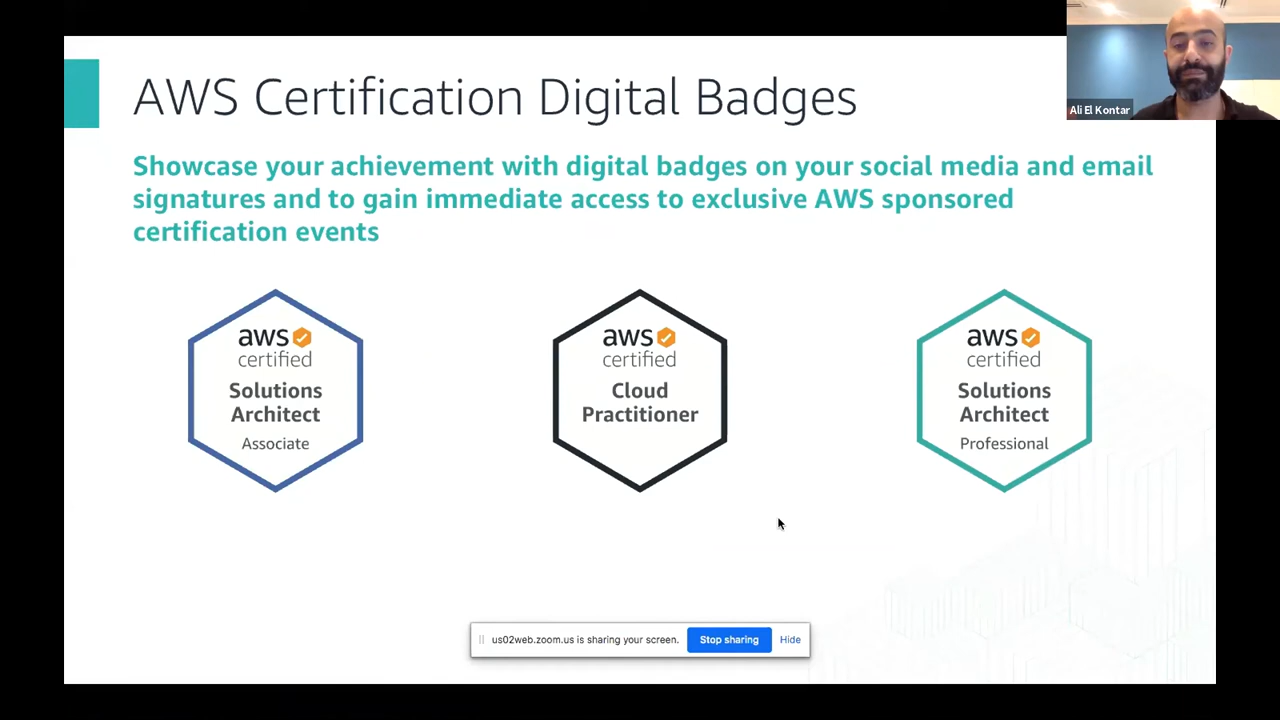 AWS Certification Digital Badges
Ali El Kontar
Showcase your achievement with digital badges on your social media and email
signatures and to gain immediate access to exclusive AWS sponsored
certification events
aws
certified
Solutions
Architect
Associate
aws
certified
Cloud
Practitioner
aws
certified
Solutions
Architect
Professional
us02web.zoom.us is sharing your screen.
Stop sharing
Hide